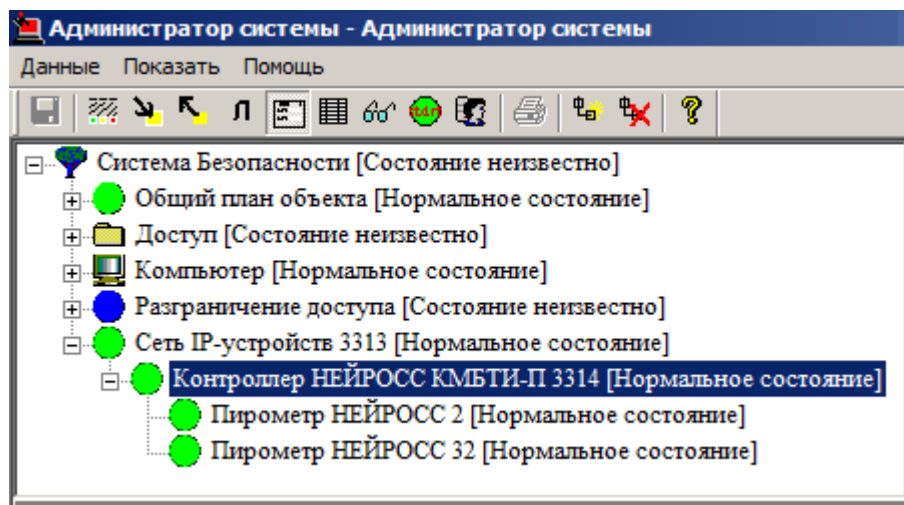 Администратор системы - Администратор системы
Данные Показать Помощь
Л
Система Безопасности [Состояние неизвестно]
Общий план объекта [Нормальное состояние]
Доступ [Состояние неизвестно]
Компьютер [Нормальное состояние]
Разграничение доступа [Состояние неизвестно]
Сеть IP-устройств 3313 [Нормальное состояние]
Контроллер НЕЙРОСС КМБТИ-П 3314 [Нормальное состояние]
Пирометр НЕЙРОСС 2 [Нормальное состояние]
Пирометр НЕЙРОСС 32 [Нормальное состояние]